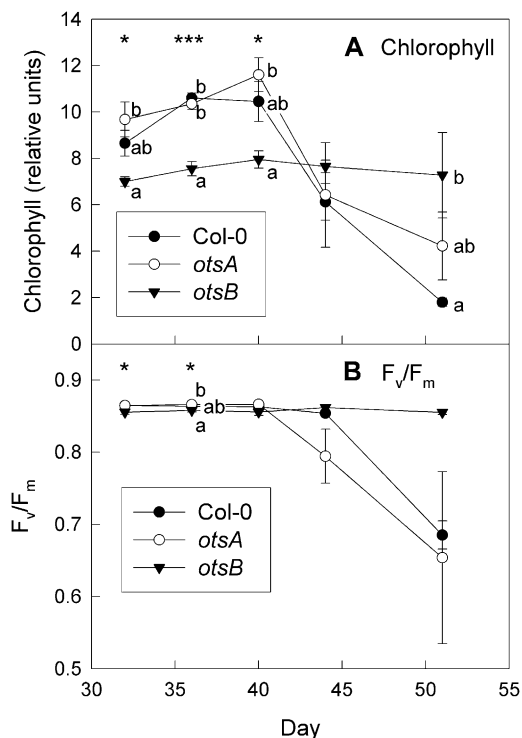 * *** *
A Chlorophyll
14
12
10
8
6
4
2
0
Chlorophyll (relative units)
b
ab
a
b
b
a
b
ab
a
b
ab
a
Col-0
otsA
otsB
* *
B Fv/Fm
0.9
0.8
0.7
0.6
0.5
Fv/Fm
b
ab
a
Col-0
otsA
otsB
30 35 40 45 50 55
Day